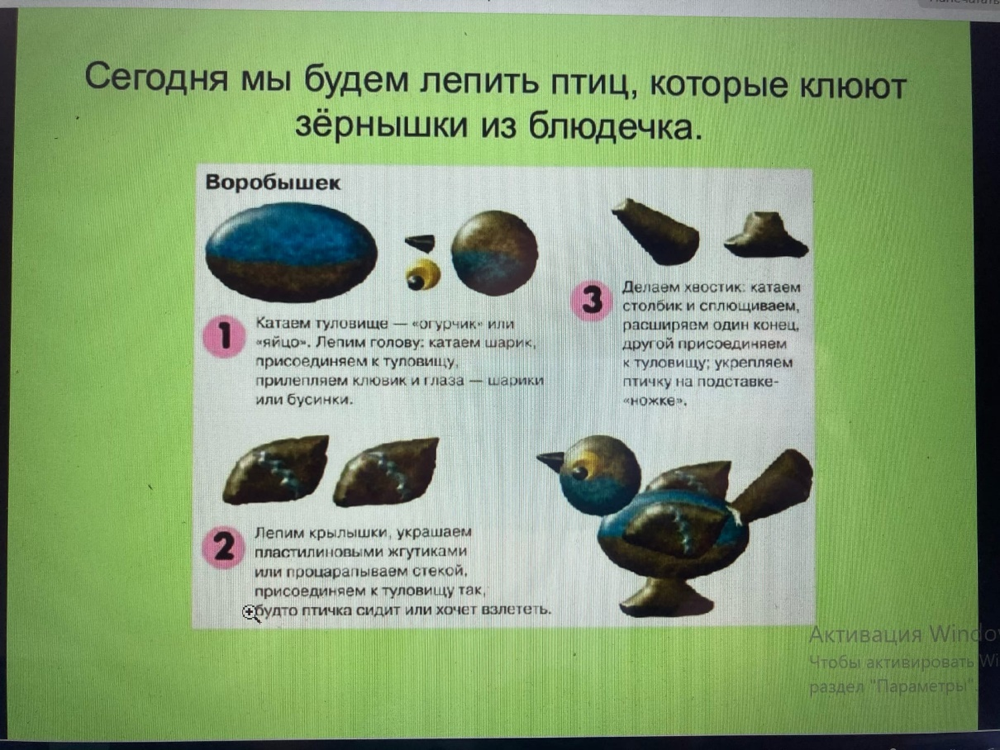 Сегодня мы будем лепить птиц, которые клюют
зёрнышки из блюдечка.
Воробышек
1
Катаем туловище — «огурчик» или
«яйцо». Лепим голову: катаем шарик,
присоединяем к туловищу,
прилепляем клювик и глаза — шарики
или бусинки.
2
Лепим крылышки, украшаем
пластилиновыми жгутиками
или процарапываем стекой,
присоединяем к туловищу так,
будто птичка сидит или хочет взлететь.
3
Делаем хвостик: катаем
столбик и сплющиваем,
расширяем один конец,
другой присоединяем
к туловищу; укрепляем
птичку на подставке-
«ножке».
Активация Windo
Чтобы активировать Wi
раздел "Параметры".